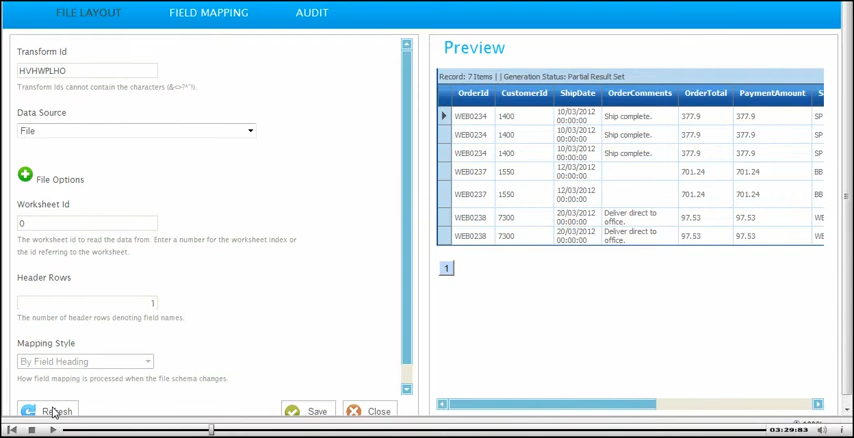 FILE LAYOUT FIELD MAPPING AUDIT
Transform Id
HVHWPLHO
Transform Ids cannot contain the characters (&<>?*"|).
Data Source
File
File Options
Worksheet Id
0
The worksheet id to read the data from. Enter a number for the worksheet index or
the id referring to the worksheet.
Header Rows
1
The number of header rows denoting field names.
Mapping Style
By Field Heading
How field mapping is processed when the file schema changes.
Refresh Save Close
Preview
Record: 7 Items | | Generation Status: Partial Result Set
OrderId CustomerId ShipDate OrderComments OrderTotal PaymentAmount S
WEB0234 1400 10/03/2012 00:00:00 Ship complete. 377.9 377.9 SP
WEB0234 1400 10/03/2012 00:00:00 Ship complete. 377.9 377.9 SP
WEB0234 1400 10/03/2012 00:00:00 Ship complete. 377.9 377.9 SP
WEB0237 1550 12/03/2012 00:00:00 701.24 701.24 BB
WEB0237 1550 12/03/2012 00:00:00 701.24 701.24 BB
WEB0238 7300 20/03/2012 00:00:00 Deliver direct to office. 97.53 97.53 WE
WEB0238 7300 20/03/2012 00:00:00 Deliver direct to office. 97.53 97.53 WE
1
03:29:83